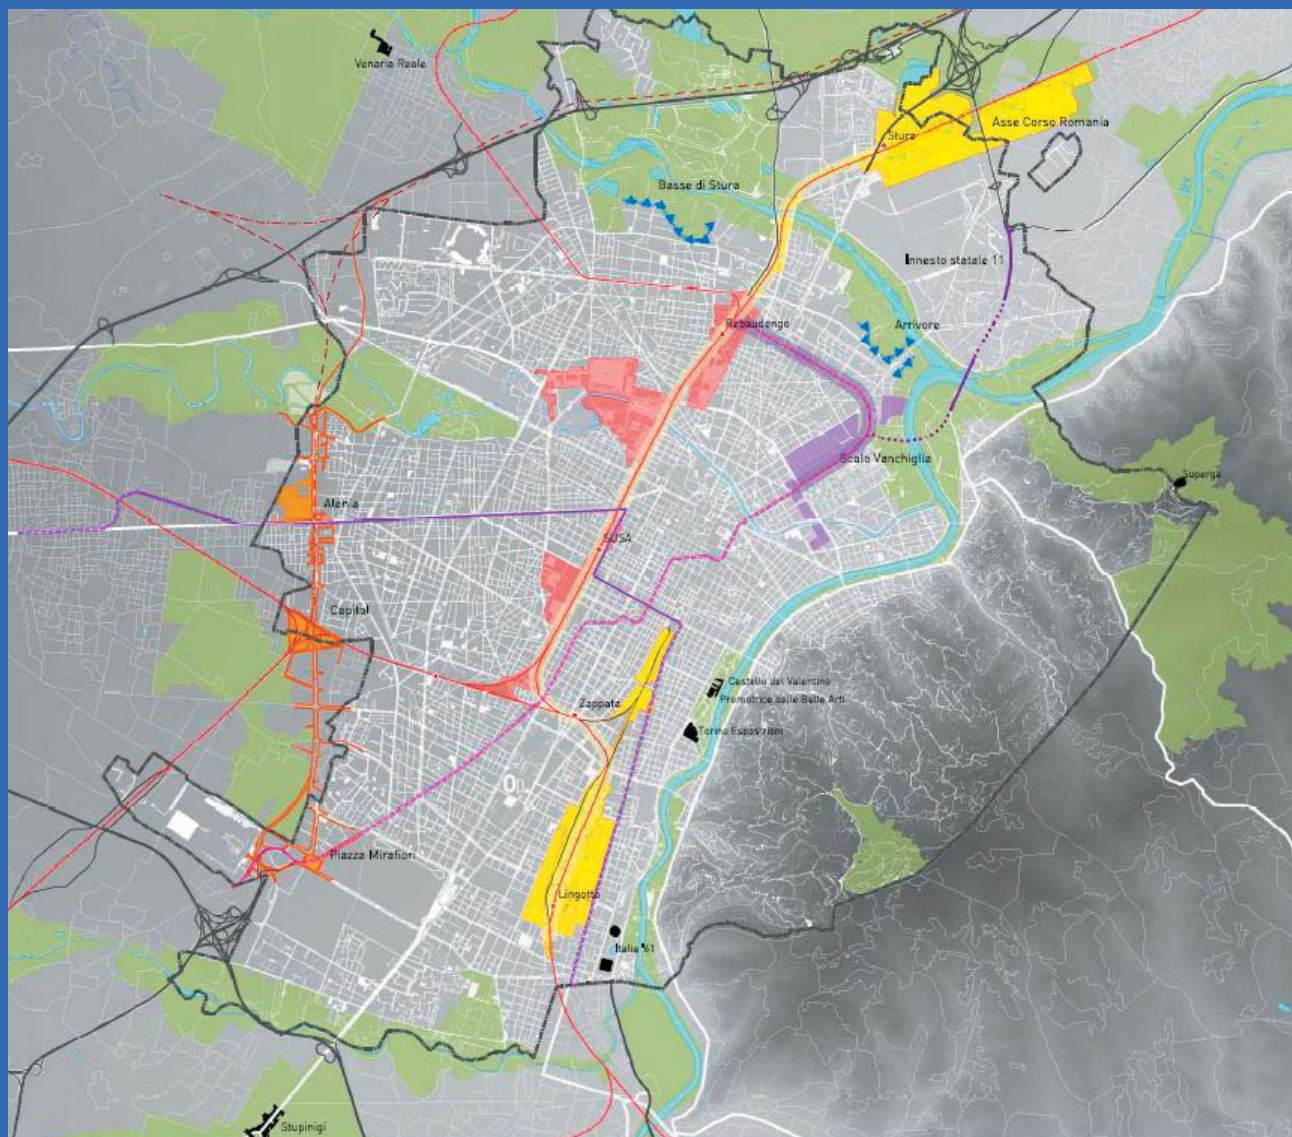 Venaria Reale
Asse Corso Romania
Stura
Basse di Stura
Innesto statale 11
Rebaudengo
Arrivore
Scalo Vanchiglia
Superga
Alenia
SUSA
Capitol
Castello del Valentino
Promotrice delle Belle Arti
Zappata
Torino Esposizioni
Piazza Mirafiori
Lingotto
Italia '61
Stupinigi